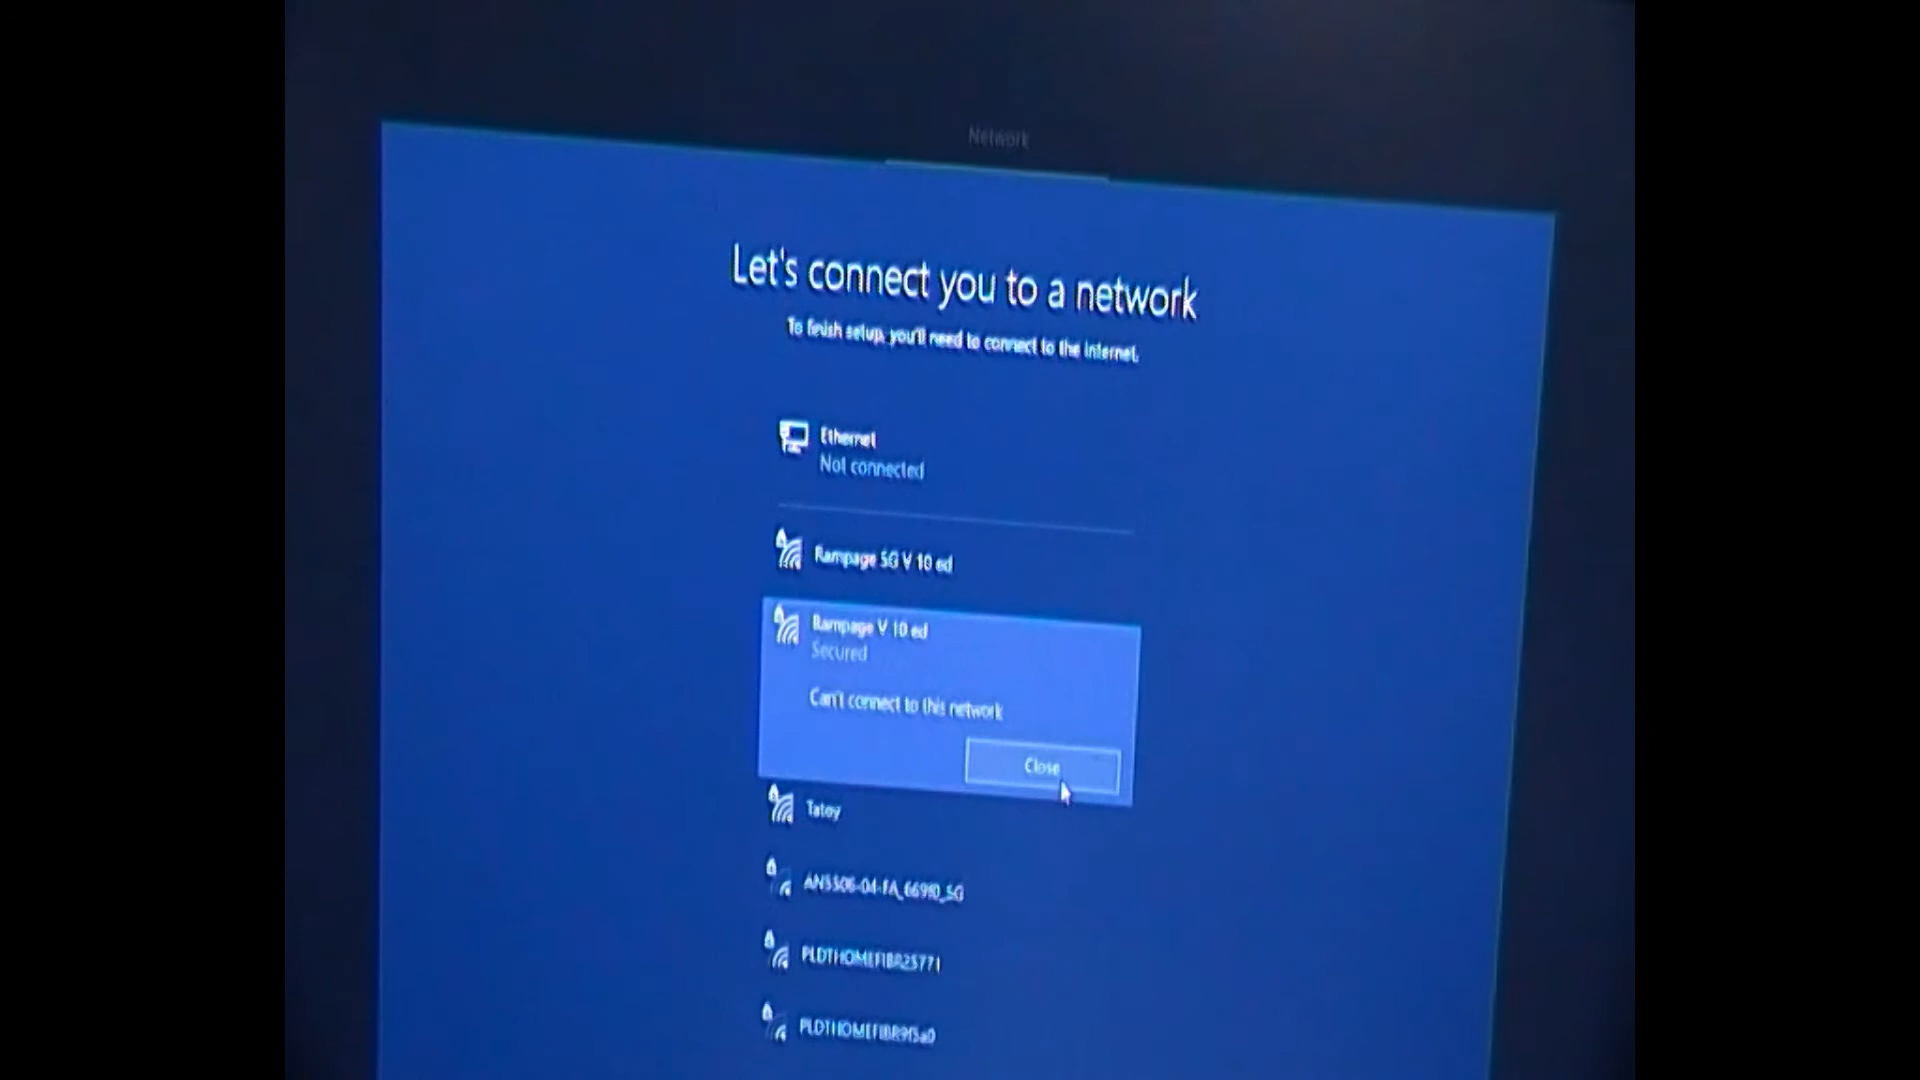 Network
Let's connect you to a network
To finish setup, you'll need to connect to the internet.
Ethernet
Not connected
Rampage 5G V 10 ed
Rampage V 10 ed
Secured
Can't connect to this network
Close
Tatoy
PLDTHOMEFIBR25771